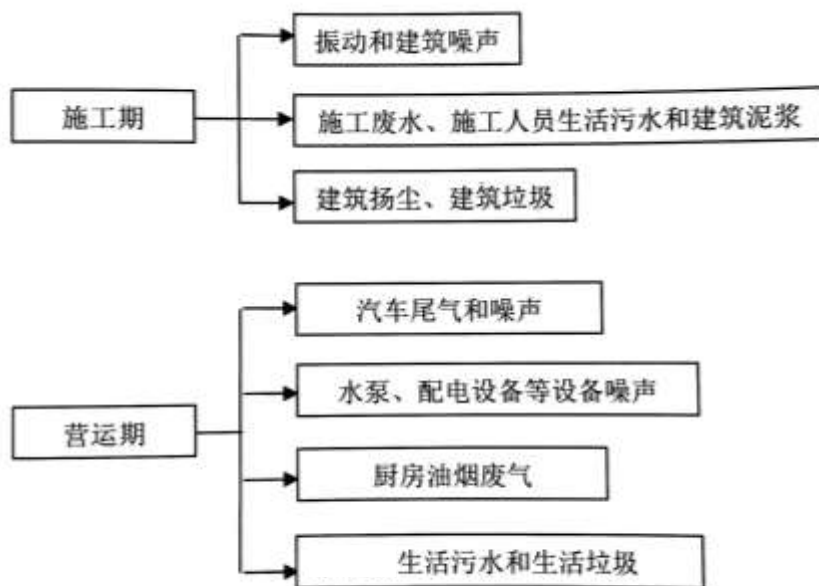 振动和建筑噪声
施工期
施工废水、施工人员生活污水和建筑泥浆
建筑扬尘、建筑垃圾
汽车尾气和噪声
水泵、配电设备等设备噪声
营运期
厨房油烟废气
生活污水和生活垃圾